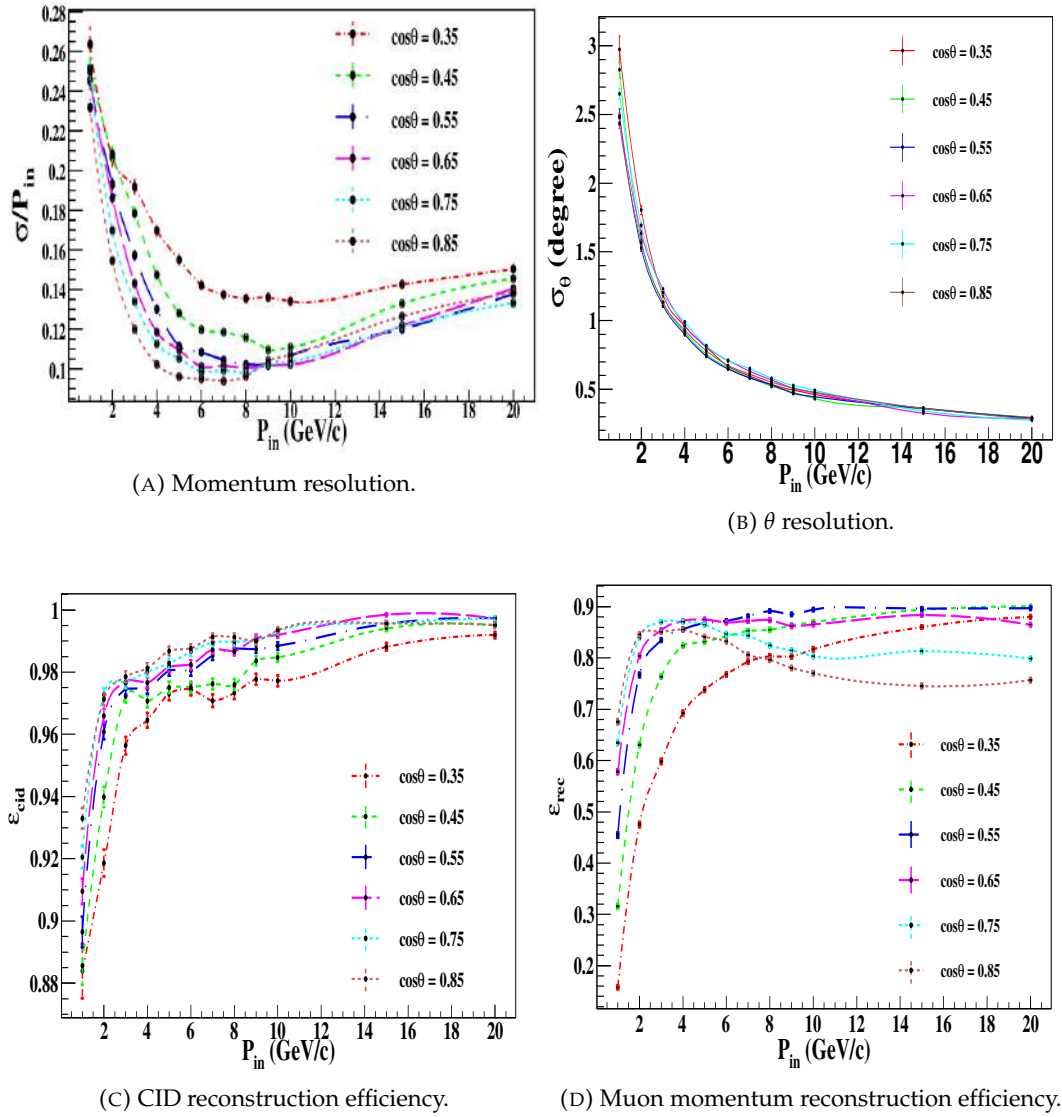 0.28
0.26
0.24
0.22
0.2
0.18
0.16
0.14
0.12
0.1
σ/P_in
cosθ = 0.35
cosθ = 0.45
cosθ = 0.55
cosθ = 0.65
cosθ = 0.75
cosθ = 0.85
2 4 6 8 10 12 14 16 18 20
P_in (GeV/c)
(A) Momentum resolution.
3
2.5
2
1.5
1
0.5
σ_θ (degree)
cosθ = 0.35
cosθ = 0.45
cosθ = 0.55
cosθ = 0.65
cosθ = 0.75
cosθ = 0.85
2 4 6 8 10 12 14 16 18 20
P_in (GeV/c)
(B) θ resolution.
1
0.98
0.96
0.94
0.92
0.9
0.88
ε_cid
cosθ = 0.35
cosθ = 0.45
cosθ = 0.55
cosθ = 0.65
cosθ = 0.75
cosθ = 0.85
2 4 6 8 10 12 14 16 18 20
P_in (GeV/c)
(C) CID reconstruction efficiency.
0.9
0.8
0.7
0.6
0.5
0.4
0.3
0.2
ε_rec
cosθ = 0.35
cosθ = 0.45
cosθ = 0.55
cosθ = 0.65
cosθ = 0.75
cosθ = 0.85
2 4 6 8 10 12 14 16 18 20
P_in (GeV/c)
(D) Muon momentum reconstruction efficiency.